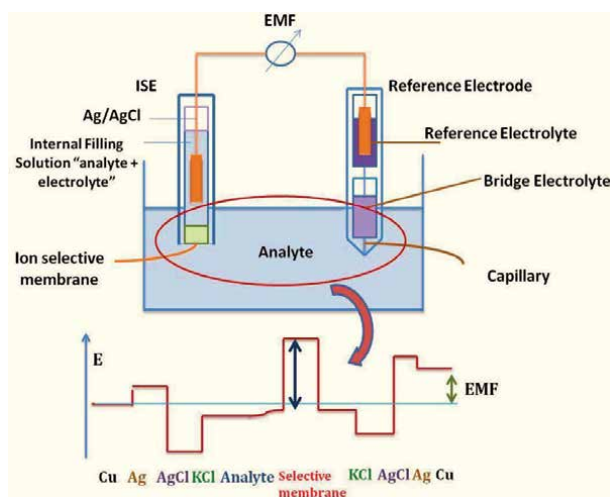 EMF
ISE
Reference Electrode
Ag/AgCl
Reference Electrolyte
Internal Filling
Solution "analyte +
electrolyte"
Bridge Electrolyte
Analyte
Ion selective
membrane
Capillary
E
EMF
Cu Ag AgCl KCl Analyte Selective KCl AgCl Ag Cu
membrane